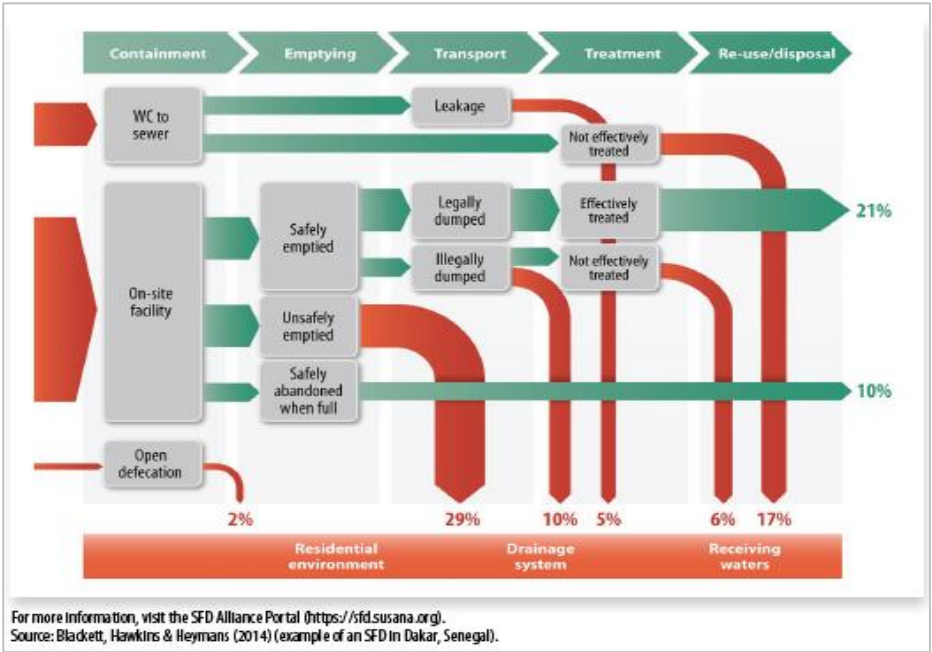 Containment
Emptying
Transport
Treatment
Re-use/disposal
WC to
sewer
Leakage
Not effectively
treated
On-site
facility
Safely
emptied
Legally
dumped
Effectively
treated
21%
Illegally
dumped
Not effectively
treated
Unsafely
emptied
Safely
abandoned
when full
10%
Open
defecation
2%
29%
10%
5%
6%
17%
Residential
environment
Drainage
system
Receiving
waters
For more information, visit the SFD Alliance Portal (https://sfd.susana.org).
Source: Blackett, Hawkins & Heymans (2014) (example of an SFD in Dakar, Senegal).